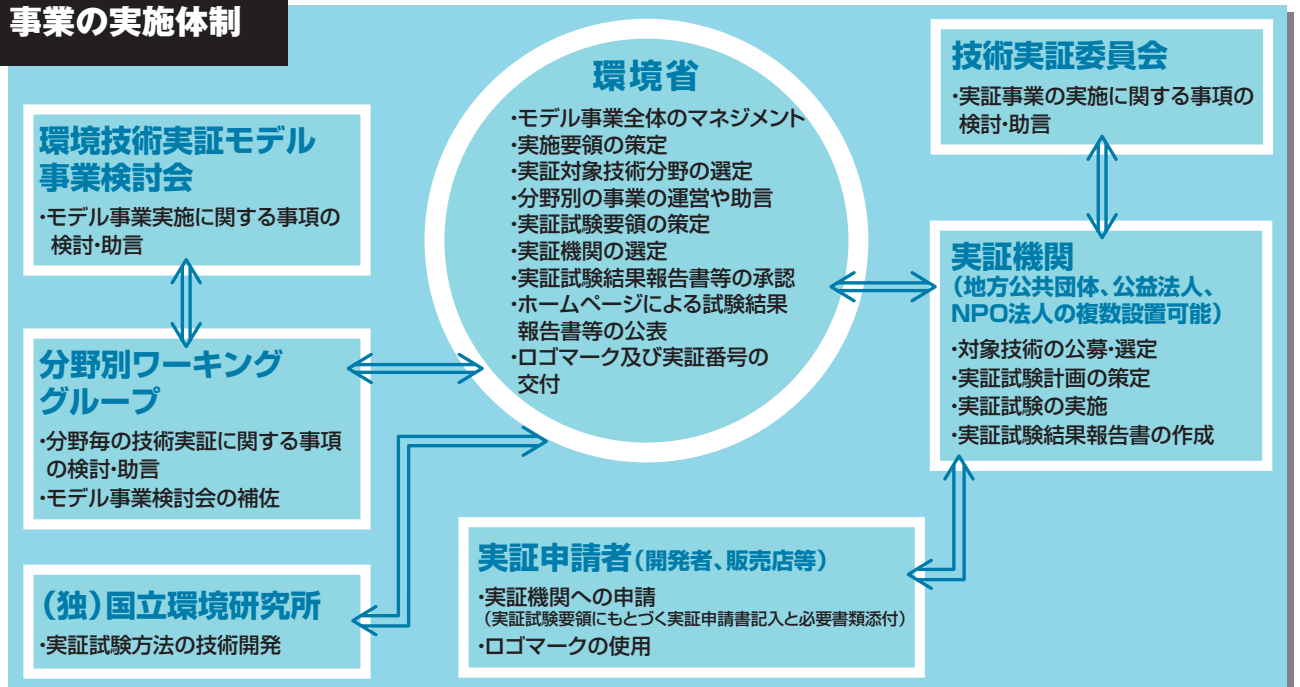 事業の実施体制
環境技術実証モデル
事業検討会
・モデル事業実施に関する事項の
検討・助言
分野別ワーキング
グループ
・分野毎の技術実証に関する事項
の検討・助言
・モデル事業検討会の補佐
（独）国立環境研究所
・実証試験方法の技術開発
環境省
・モデル事業全体のマネジメント
・実施要領の策定
・実証対象技術分野の選定
・分野別の事業の運営や助言
・実証試験要領の策定
・実証機関の選定
・実証試験結果報告書等の承認
・ホームページによる試験結果
報告書等の公表
・ロゴマーク及び実証番号の
交付
技術実証委員会
・実証事業の実施に関する事項の
検討・助言
実証機関
（地方公共団体、公益法人、
NPO法人の複数設置可能）
・対象技術の公募・選定
・実証試験計画の策定
・実証試験の実施
・実証試験結果報告書の作成
実証申請者（開発者、販売店等）
・実証機関への申請
（実証試験要領にもとづく実証申請書記入と必要書類添付）
・ロゴマークの使用